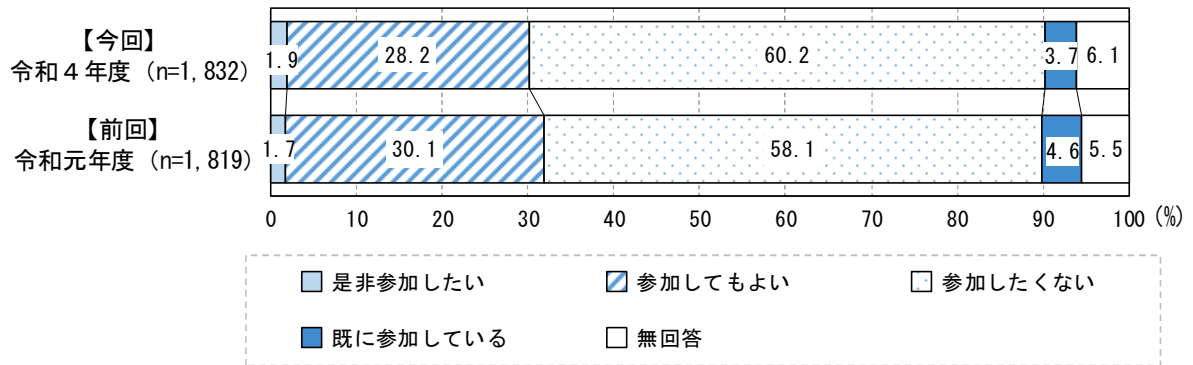 【今回】
令和４年度（n=1,832）
1.9 28.2 60.2 3.7 6.1
【前回】
令和元年度（n=1,819）
1.7 30.1 58.1 4.6 5.5
0 10 20 30 40 50 60 70 80 90 100 (%)
是非参加したい 参加してもよい 参加したくない
既に参加している 無回答